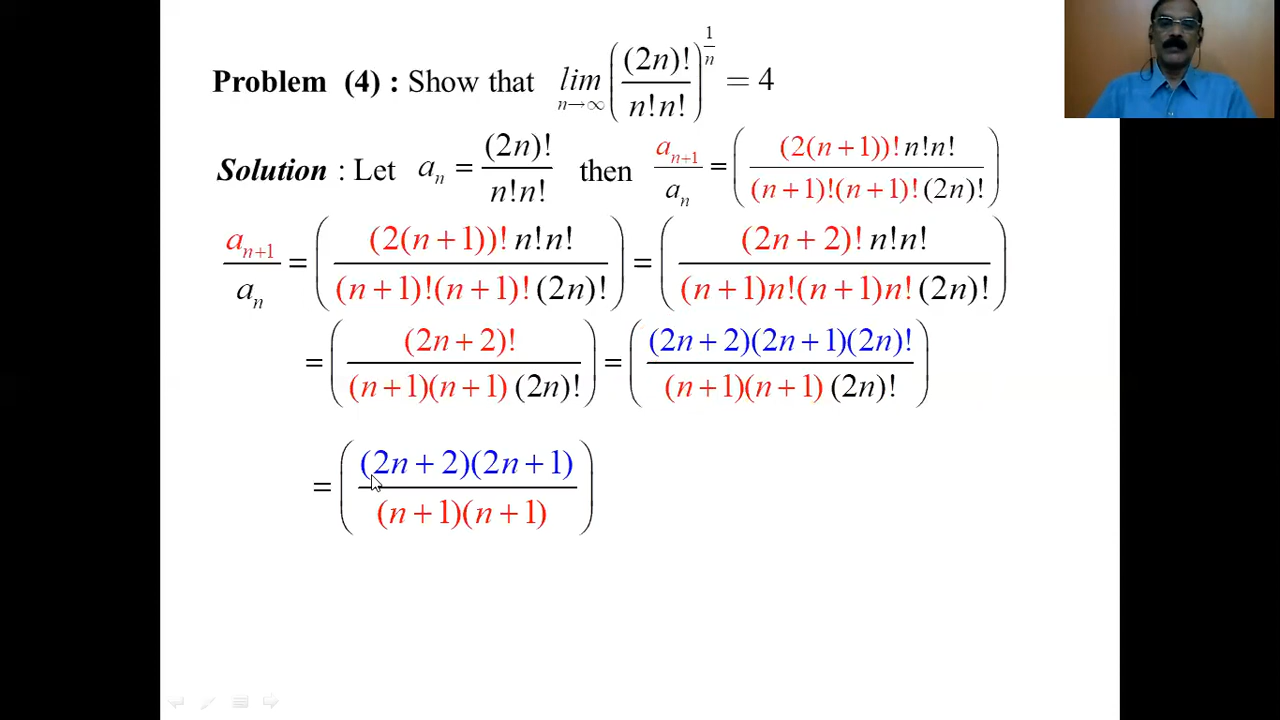 Problem (4) : Show that lim_{n→∞} ( (2n)! / n!n! )^{1/n} = 4
Solution : Let a_n = (2n)! / n!n! then a_{n+1} / a_n = ( (2(n+1))! n!n! / (n+1)!(n+1)! (2n)! )
a_{n+1} / a_n = ( (2(n+1))! n!n! / (n+1)!(n+1)! (2n)! ) = ( (2n+2)! n!n! / (n+1)n!(n+1)n! (2n)! )
= ( (2n+2)! / (n+1)(n+1) (2n)! ) = ( (2n+2)(2n+1)(2n)! / (n+1)(n+1) (2n)! )
= ( (2n+2)(2n+1) / (n+1)(n+1) )